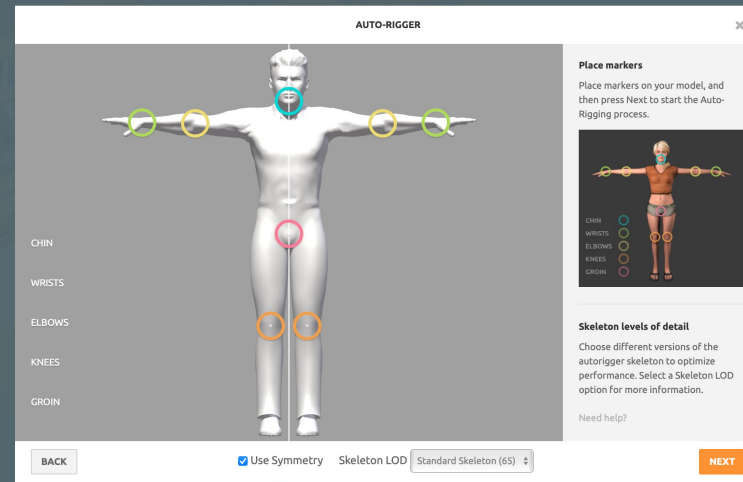 AUTO-RIGGER
Place markers
Place markers on your model, and
then press Next to start the Auto-
Rigging process.
CHIN
WRISTS
ELBOWS
KNEES
GROIN
CHIN
WRISTS
ELBOWS
KNEES
GROIN
Skeleton levels of detail
Choose different versions of the
autorigger skeleton to optimize
performance. Select a Skeleton LOD
option for more information.
Need help?
BACK
Use Symmetry
Skeleton LOD
Standard Skeleton (65)
NEXT